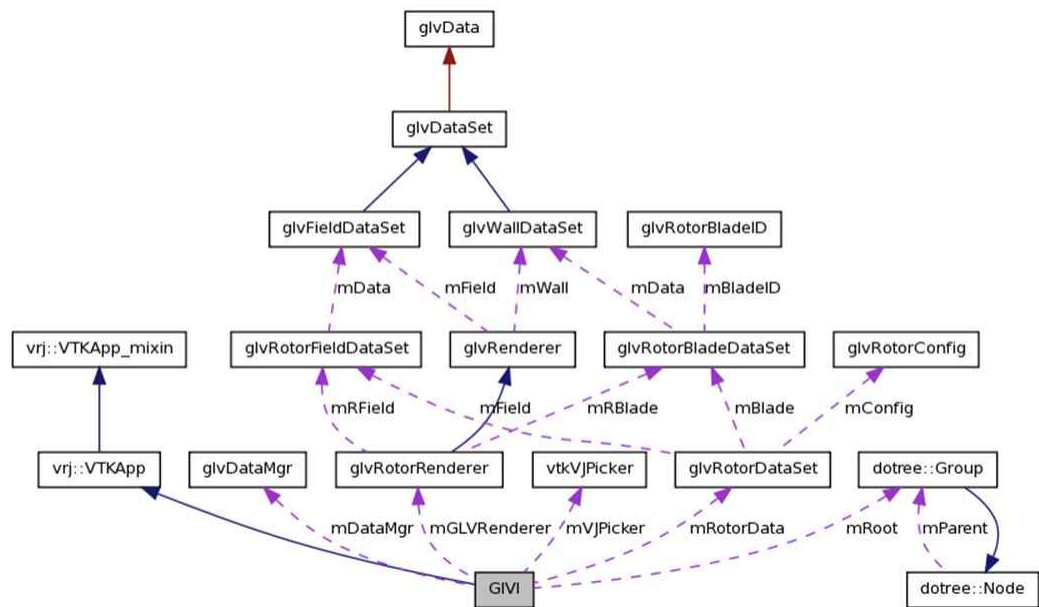 glvData
glvDataSet
glvFieldDataSet
glvWallDataSet
glvRotorBladeID
mData
mField
mWall
mData
mBladeID
vrj::VTKApp_mixin
glvRotorFieldDataSet
glvRenderer
glvRotorBladeDataSet
glvRotorConfig
mRField
mField
mRBlade
mBlade
mConfig
vrj::VTKApp
glvDataMgr
glvRotorRenderer
vtkVJPicker
glvRotorDataSet
dotree::Group
mDataMgr
mGLVRenderer
mVJPicker
mRotorData
mRoot
mParent
GIVI
dotree::Node